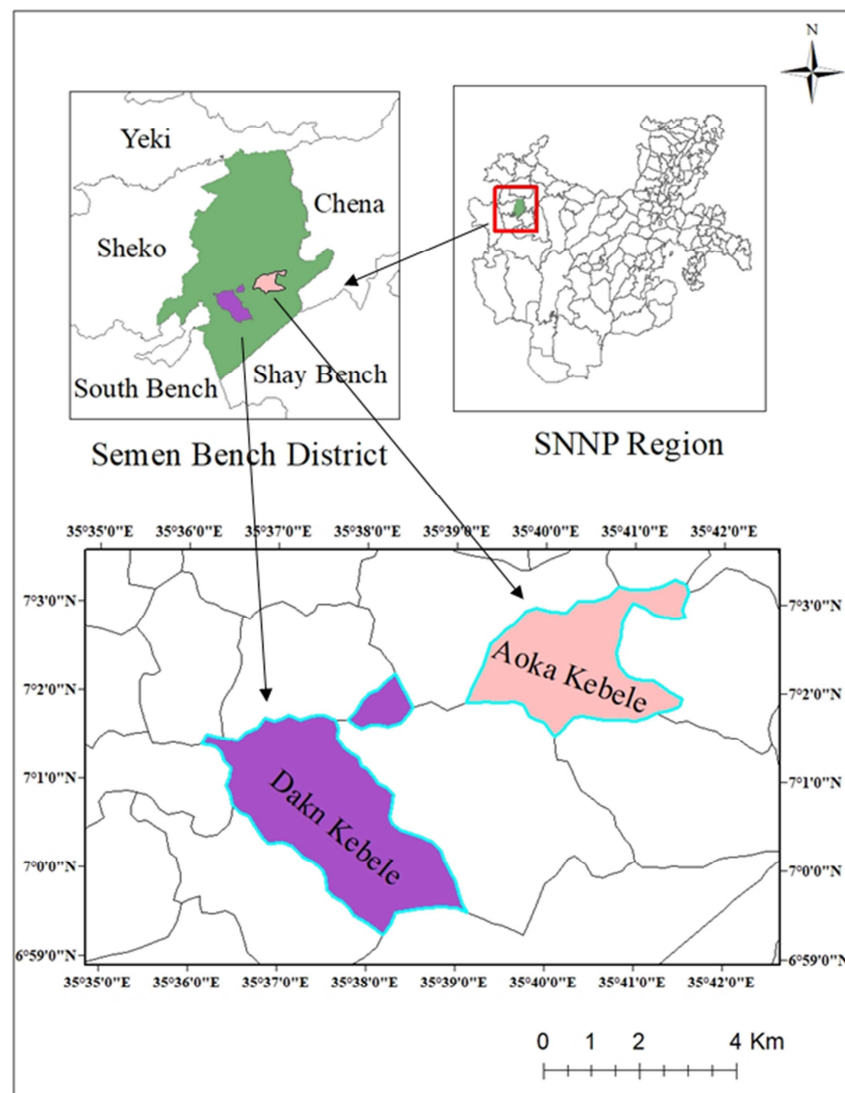 N
Yeki
Chena
Sheko
South Bench
Shay Bench
Semen Bench District
SNNP Region
35°35'0"E 35°36'0"E 35°37'0"E 35°38'0"E 35°39'0"E 35°40'0"E 35°41'0"E 35°42'0"E
7°3'0"N 7°3'0"N
Aoka Kebele
7°2'0"N 7°2'0"N
7°1'0"N 7°1'0"N
Dakn Kebele
7°0'0"N 7°0'0"N
6°59'0"N 6°59'0"N
35°35'0"E 35°36'0"E 35°37'0"E 35°38'0"E 35°39'0"E 35°40'0"E 35°41'0"E 35°42'0"E
0 1 2 4 Km